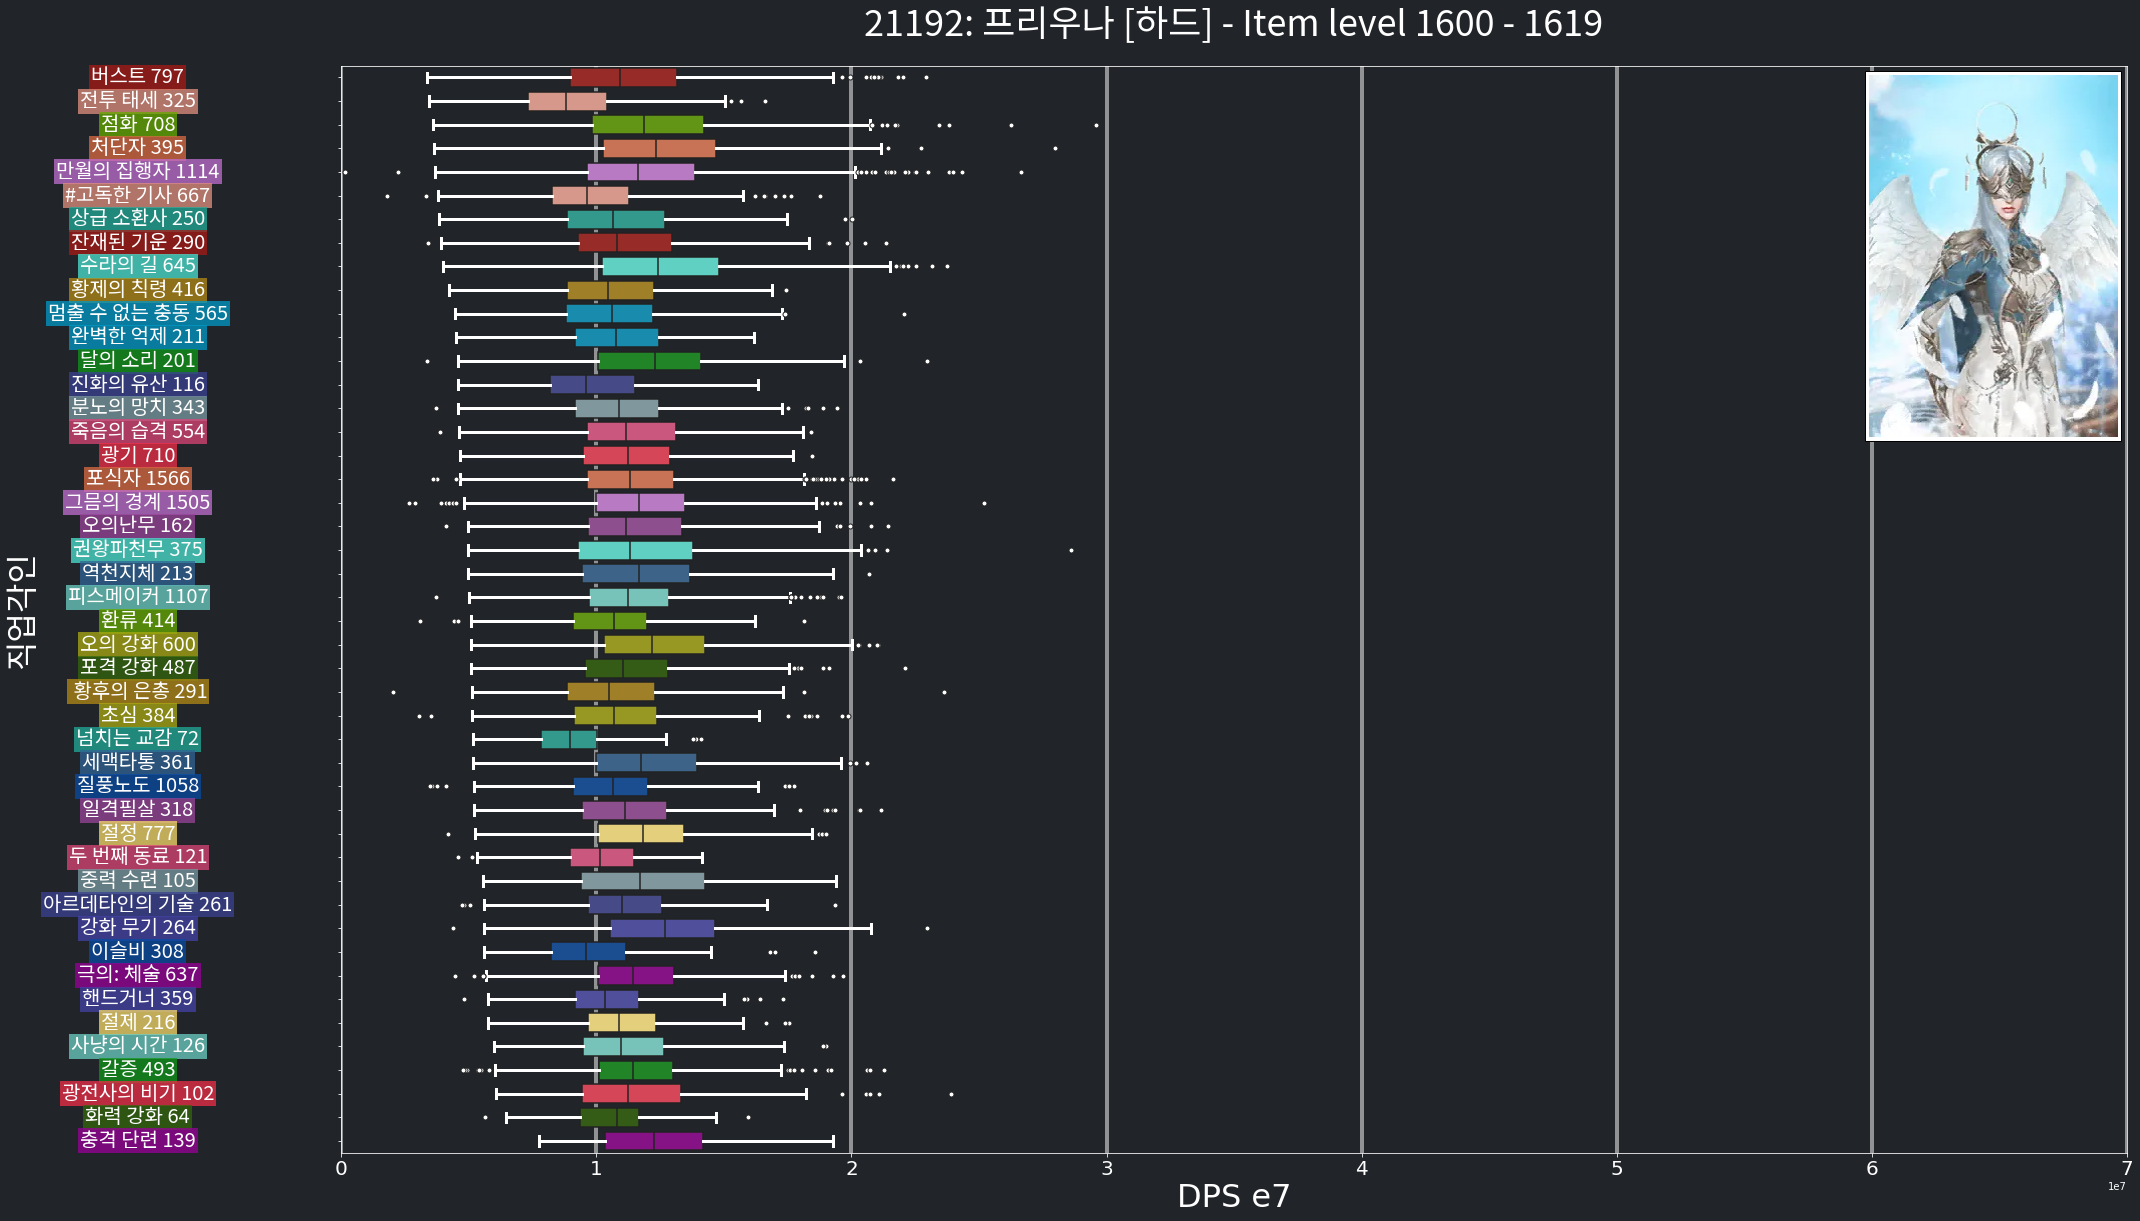 21192: 프리우나 [하드] - Item level 1600 - 1619
직업각인
버스트 797
전투 태세 325
점화 708
처단자 395
만월의 집행자 1114
#고독한 기사 667
상급 소환사 250
잔재된 기운 290
수라의 길 645
황제의 칙령 416
멈출 수 없는 충동 565
완벽한 억제 211
달의 소리 201
진화의 유산 116
분노의 망치 343
죽음의 습격 554
광기 710
포식자 1566
그믐의 경계 1505
오의난무 162
권왕파천무 375
역천지체 213
피스메이커 1107
환류 414
오의 강화 600
포격 강화 487
황후의 은총 291
초심 384
넘치는 교감 72
세맥타통 361
질풍노도 1058
일격필살 318
절정 777
두 번째 동료 121
중력 수련 105
아르데타인의 기술 261
강화 무기 264
이슬비 308
극의: 체술 637
핸드거너 359
절제 216
사냥의 시간 126
갈증 493
광전사의 비기 102
화력 강화 64
충격 단련 139
0 1 2 3 4 5 6 7
1e7
DPS e7